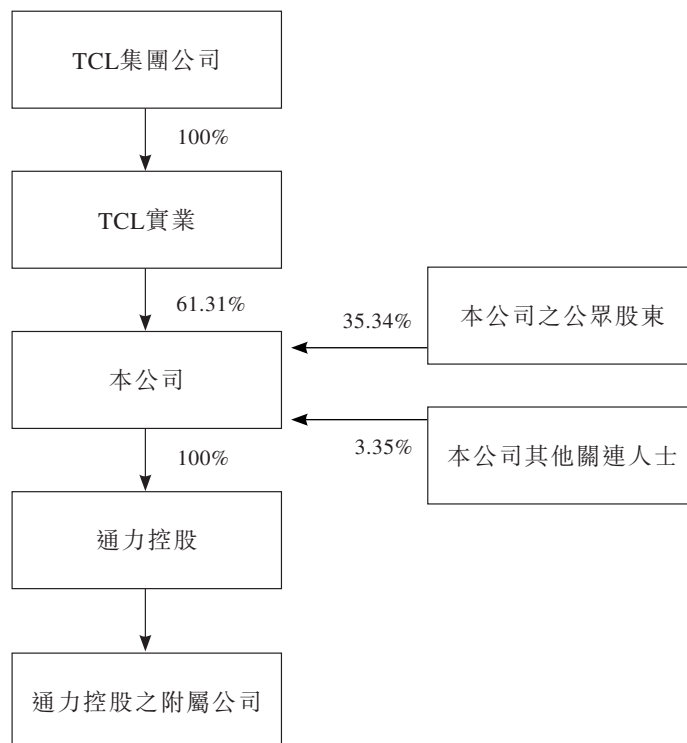 TCL集團公司
100%
TCL實業
61.31%
35.34%
本公司之公眾股東
本公司
3.35%
本公司其他關連人士
100%
通力控股
通力控股之附屬公司